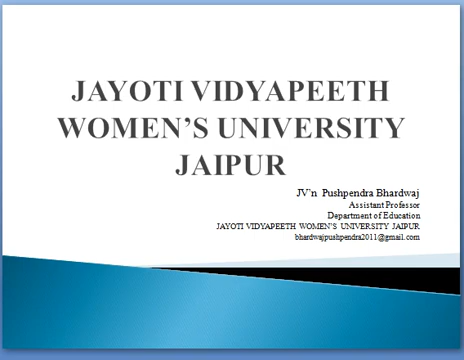 JAYOTI VIDYAPEETH
WOMEN’S UNIVERSITY
JAIPUR
JV’n Pushpendra Bhardwaj
Assistant Professor
Department of Education
JAYOTI VIDYAPEETH WOMEN’S UNIVERSITY JAIPUR
bhardwajpushpendra2011@gmail.com